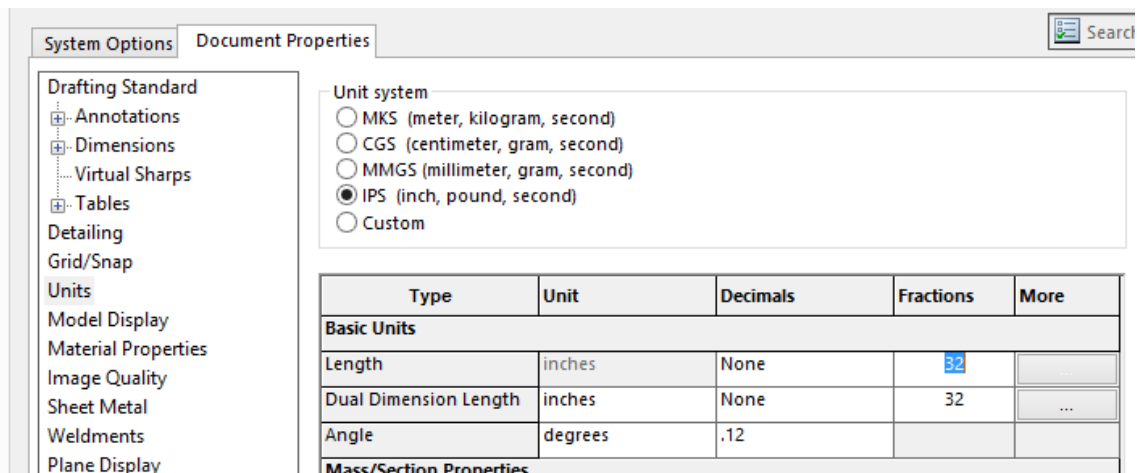 System Options
Document Properties
Search
Drafting Standard
Annotations
Dimensions
Virtual Sharps
Tables
Detailing
Grid/Snap
Units
Model Display
Material Properties
Image Quality
Sheet Metal
Weldments
Plane Display
Unit system
MKS (meter, kilogram, second)
CGS (centimeter, gram, second)
MMGS (millimeter, gram, second)
IPS (inch, pound, second)
Custom
Type Unit Decimals Fractions More
Basic Units
Length inches None 32 ...
Dual Dimension Length inches None 32 ...
Angle degrees .12
Mass/Section Properties